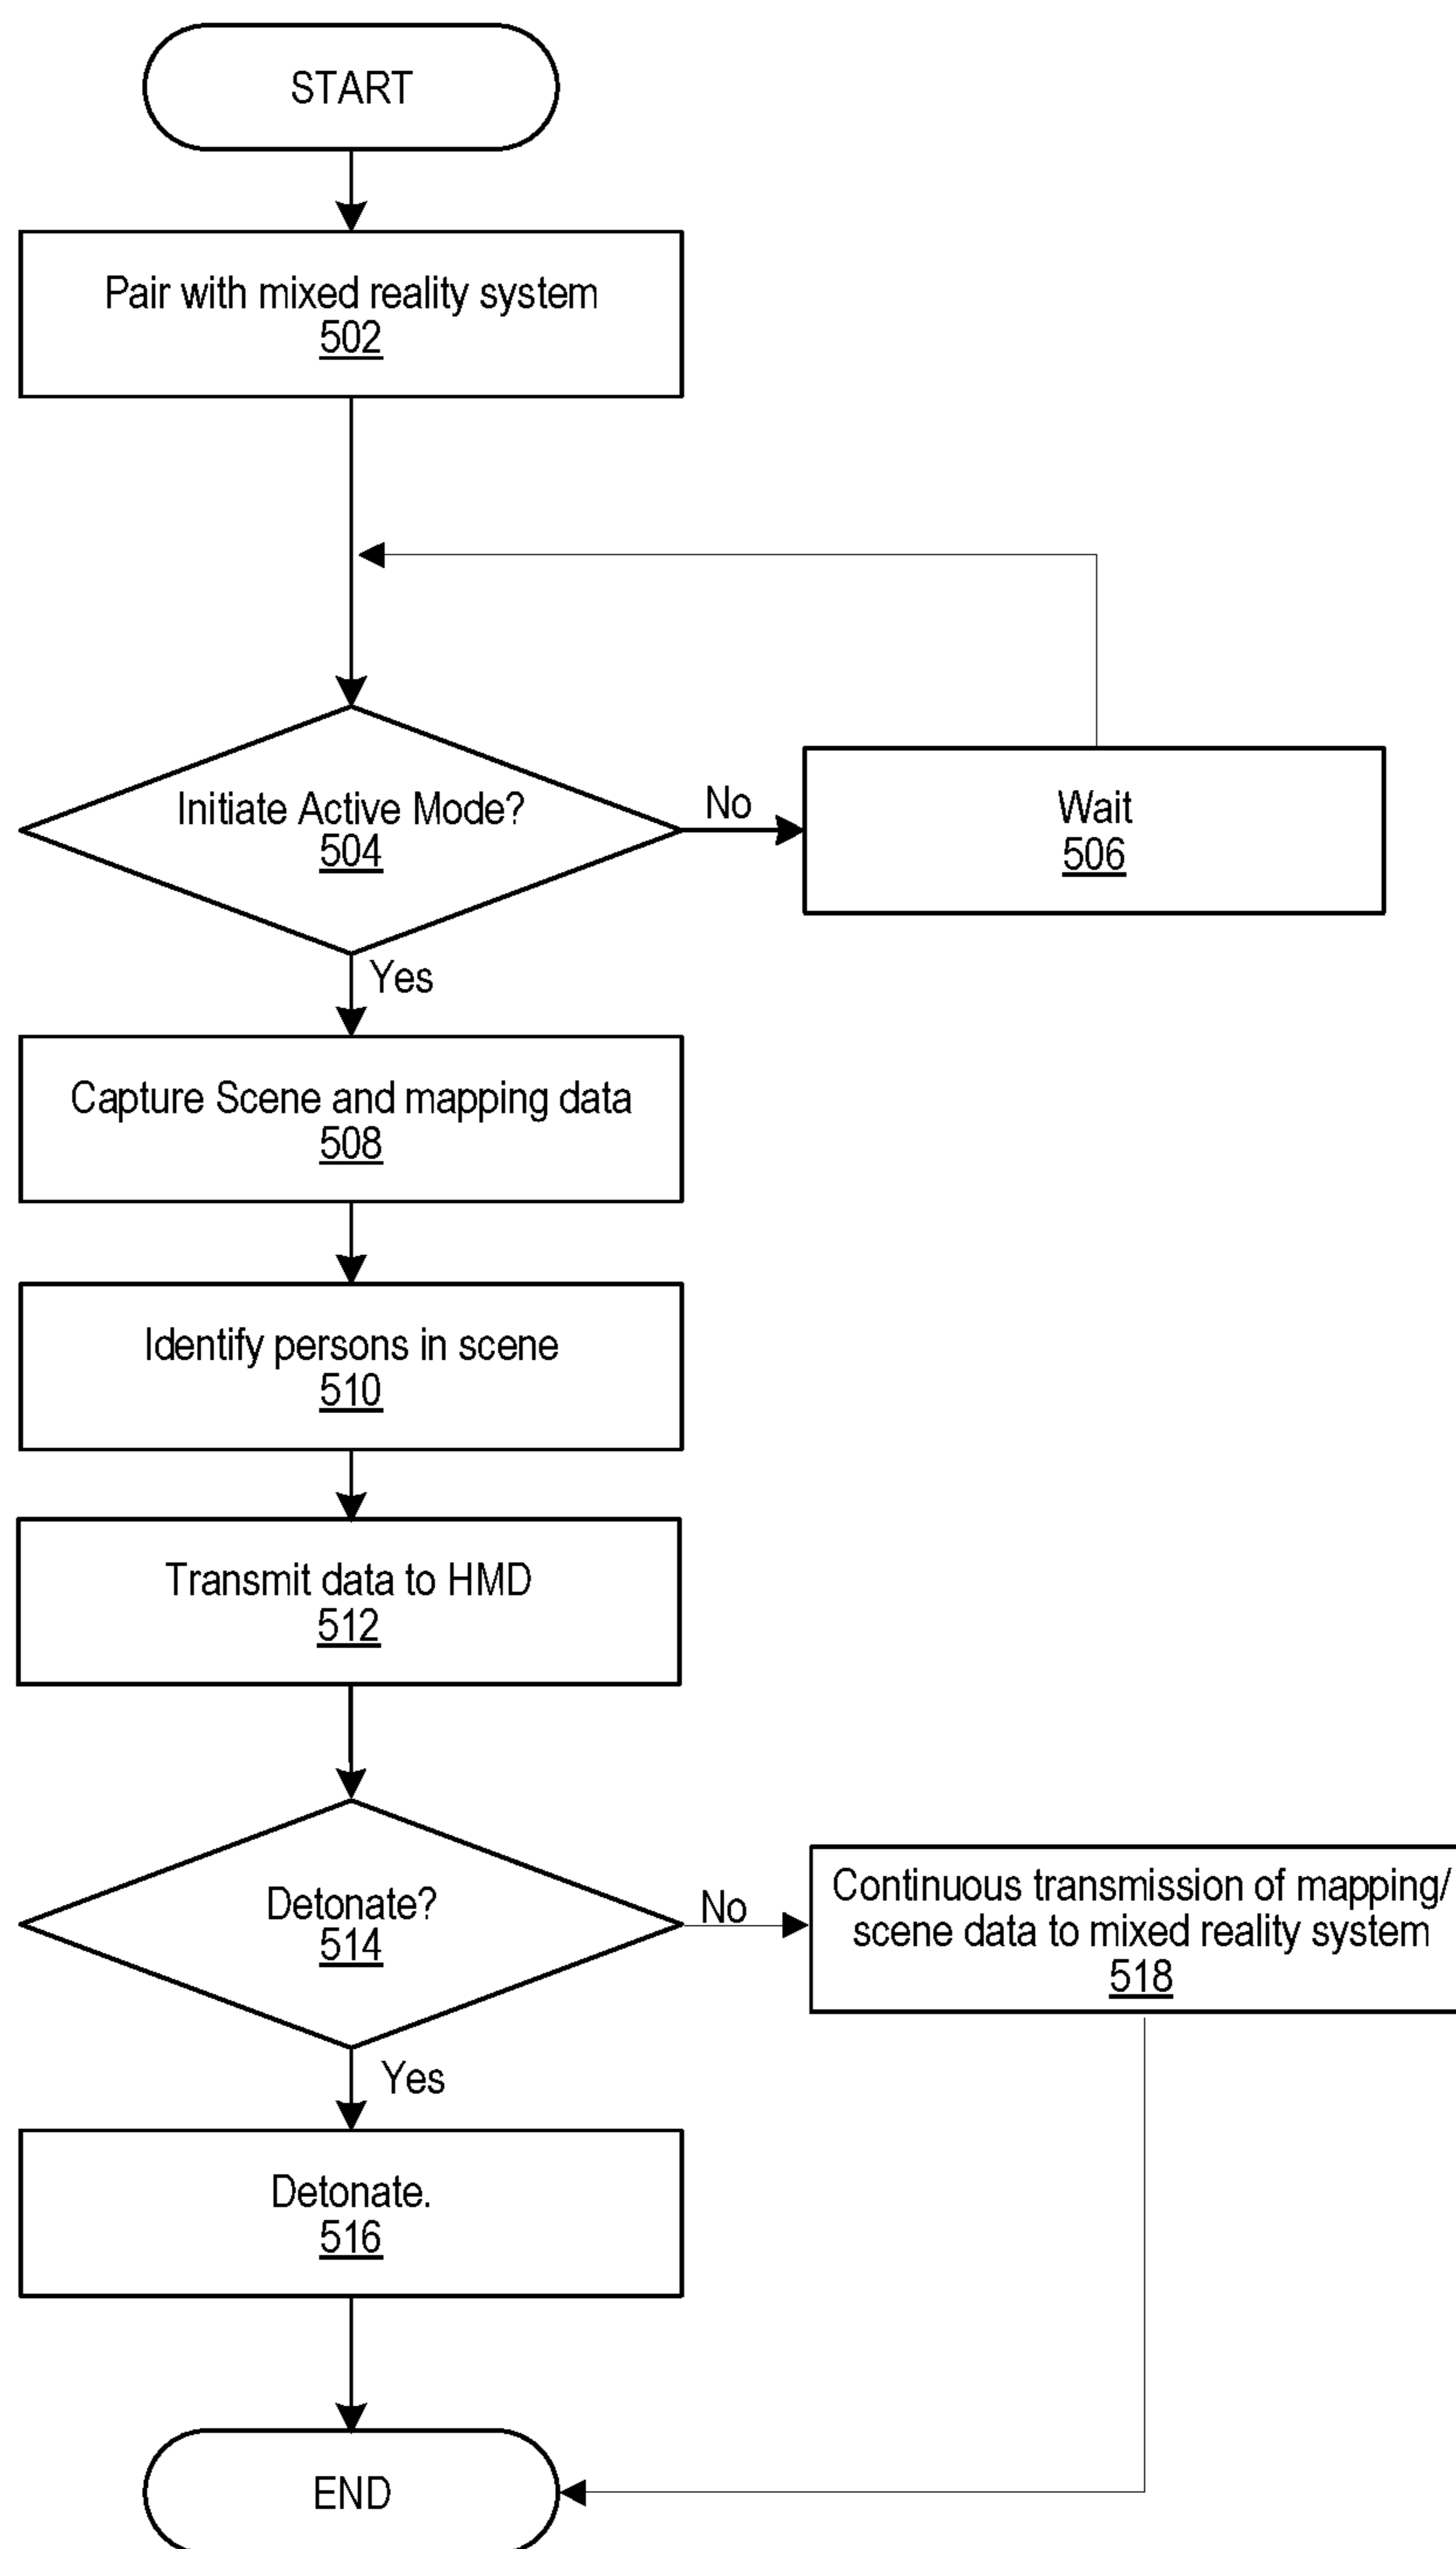 START
Pair with mixed reality system
502
Initiate Active Mode?
504
No
Wait
506
Yes
Capture Scene and mapping data
508
Identify persons in scene
510
Transmit data to HMD
512
Detonate?
514
No
Continuous transmission of mapping/
scene data to mixed reality system
518
Yes
Detonate.
516
END